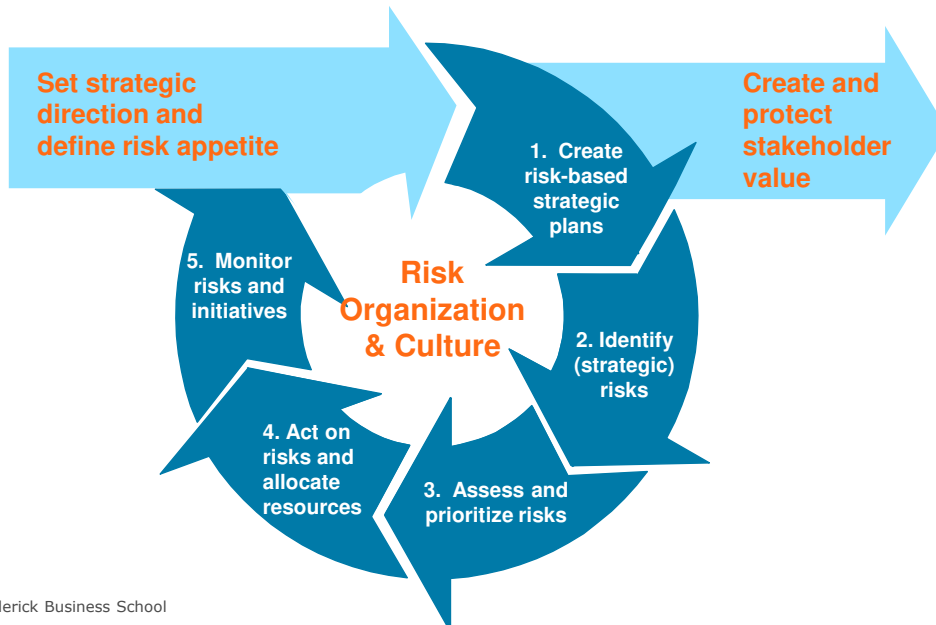 Set strategic
direction and
define risk appetite
Create and
protect
stakeholder
value
1. Create
risk-based
strategic
plans
2. Identify
(strategic)
risks
3. Assess and
prioritize risks
4. Act on
risks and
allocate
resources
5. Monitor
risks and
initiatives
Risk
Organization
& Culture
Business School